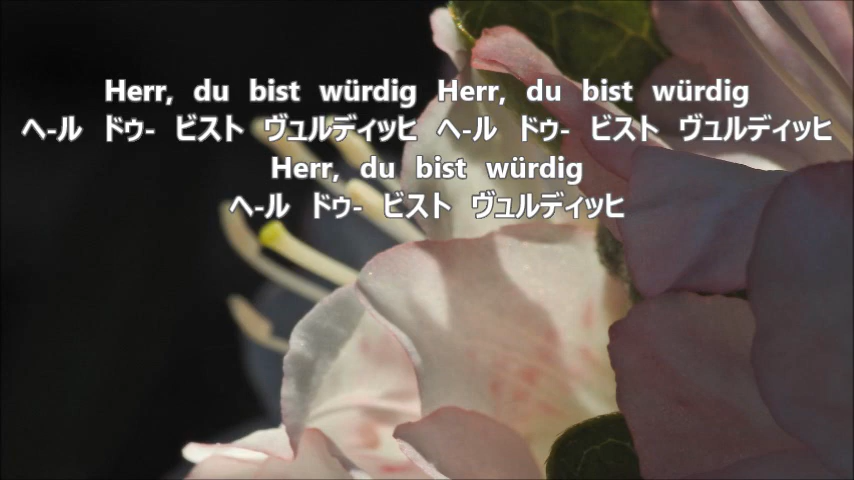 Herr, du bist würdig Herr, du bist würdig
ヘ-ル ドゥ- ビスト ヴュルディッヒ ヘ-ル ドゥ- ビスト ヴュルディッヒ
Herr, du bist würdig
ヘ-ル ドゥ- ビスト ヴュルディッヒ